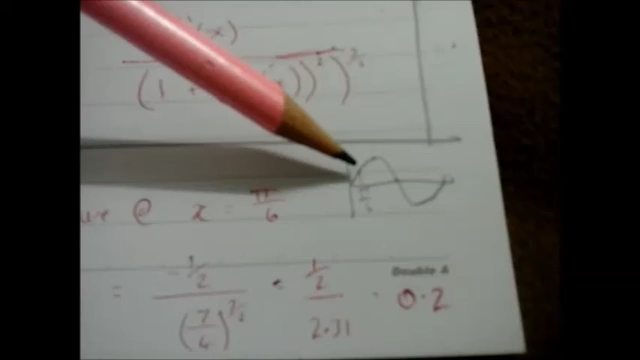 (x)
(1 + ( ))²)^3/2
@ x = π/6
π/6
= -1/2 / (7/4)^3/2 = 1/2 / 2.31 = 0.2
Double A